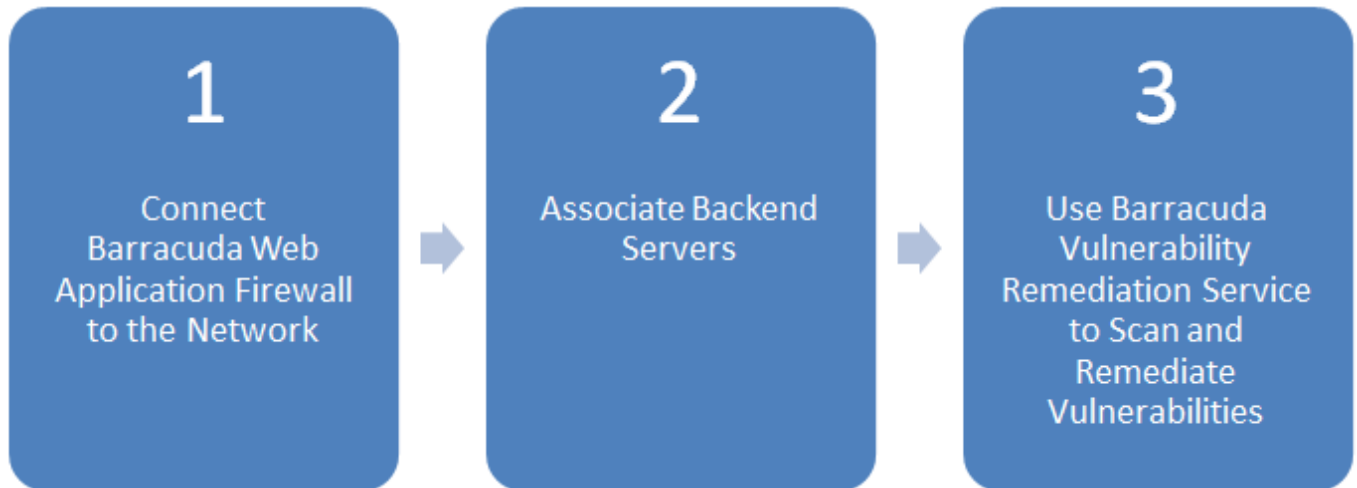 1
Connect
Barracuda Web
Application Firewall
to the Network
2
Associate Backend
Servers
3
Use Barracuda
Vulnerability
Remediation Service
to Scan and
Remediate
Vulnerabilities